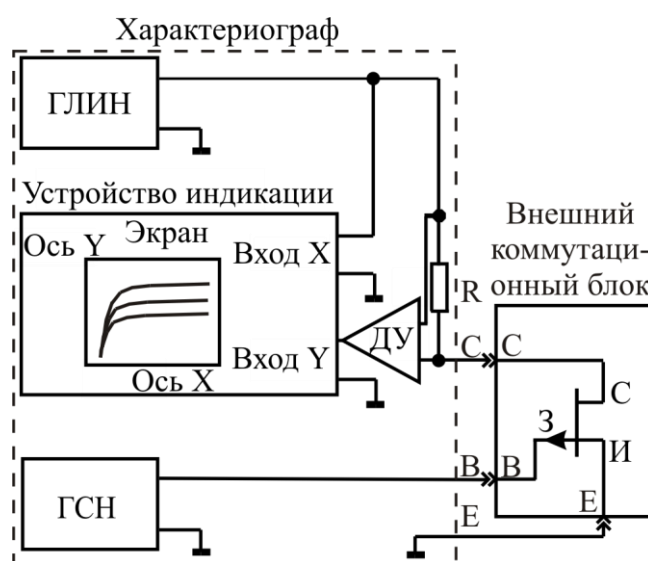 Характериограф
ГЛИН
Устройство индикации
Ось Y
Экран
Вход X
Внешний
коммутаци-
онный блок
R
ДУ
Вход Y
Ось X
С
С
С
З
И
В
В
ГСН
Е
Е